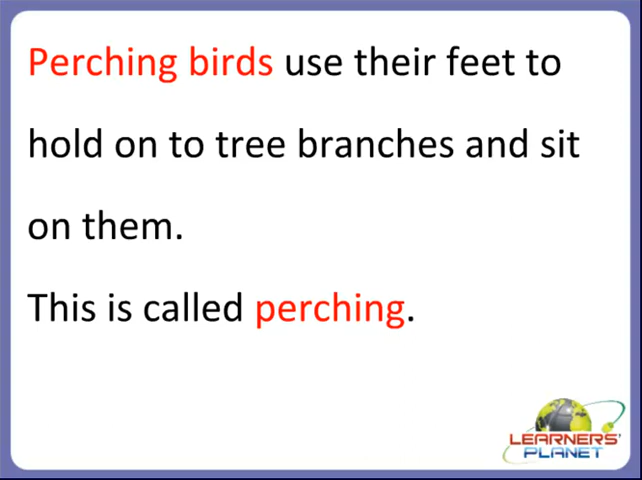 Perching birds use their feet to
hold on to tree branches and sit
on them.
This is called perching.
LEARNERS'
PLANET